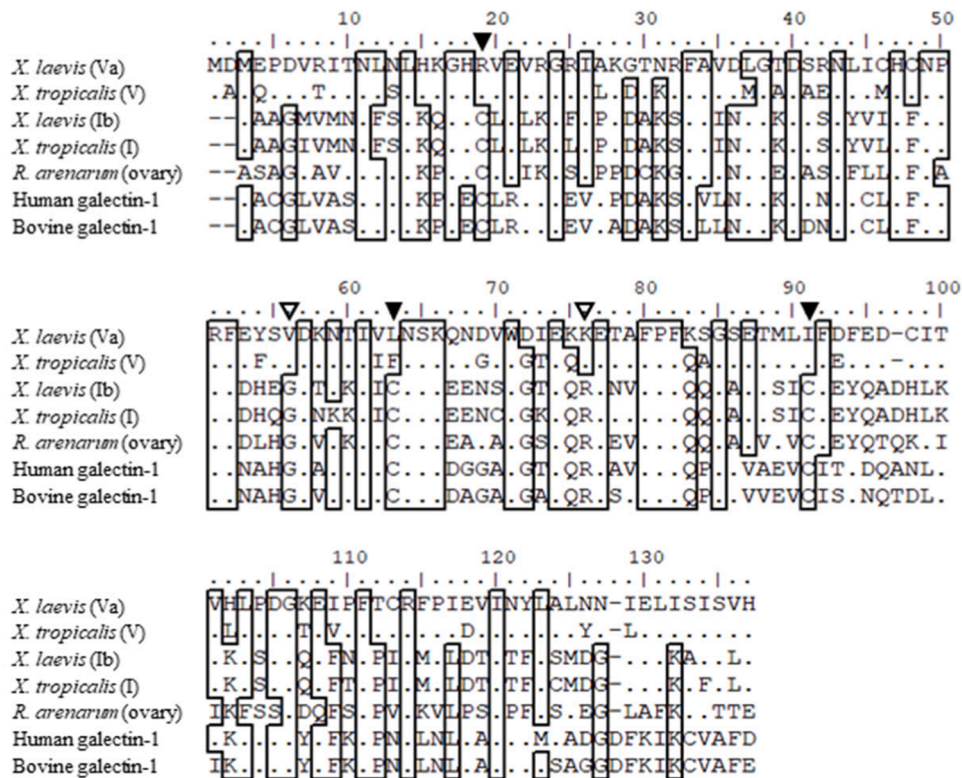 10 20 30 40 50
X. laevis (Va) MDMEPDVRITNLNLHKGHRVEVRGRIAKGTNRFAVDLGTDSRNLICHCNP
X. tropicalis (V) .A.Q...T....S.............L.D.K.....M.A.AE...M....
X. laevis (Ib) --.AAGMVMN.FS.KQ..CL.LK.F.P.DAKS..IN..K..S.YVI.F..
X. tropicalis (I) --.AAGIVMN.FS.KQ..CL.LK.L.P.DAKS..IN..K..S.YVL.F..
R. arenarum (ovary) --ASAG.AV.....KP..C..IK.S.PPDCKG...N..E.AS.FLL.FA
Human galectin-1 --.ACGLVAS....KP.ECLR...EV.PDAKS.VLN..K..N..CL.F..
Bovine galectin-1 --.ACGLVAS....KP.ECLR...EV.ADAKS.LLN..K.DN..CL.F..
60 70 80 90 100
X. laevis (Va) RFEYSVDKNTIVLNSKQNDVWDIEKKETAFPFKSGSETMLIFDFED-CIT
X. tropicalis (V) ...F.......IF.....G..GT.Q.......QA........E...-...
X. laevis (Ib) ..DHEG.T.K.IC...EENS.GT.QR.NV...QQ.A..SIC.EYQADHLK
X. tropicalis (I) ..DHQG.NKK.IC...EENC.GK.QR......QQ.A..SIC.EYQADHLK
R. arenarum (ovary) ..DLHG.V.K..C...EA.A.GS.QR.EV...QQ.A.V.VC.EYQTQK.I
Human galectin-1 ..NAHG.A....C...DGGA.GT.QR.AV...QP..VAEVCIT.DQANL.
Bovine galectin-1 ..NAHG.V....C...DAGA.GA.QR.S....QP..VVEVCIS.NQTDL.
110 120 130
X. laevis (Va) VHLPDGKEIPFTCRFPIEVINYLALNN-IELISISVH
X. tropicalis (V) .L....T.V........D.......Y.-L........
X. laevis (Ib) .K.S..Q.FN.PI.M.LDT.TF.SMDG-...KA..L.
X. tropicalis (I) .K.S..Q.FT.PI.M.LDT.TF.CMDG-...K.F.L.
R. arenarum (ovary) IKFSS.DQFS.PV.KVLPS.PF.S.EG-LAFK..TTE
Human galectin-1 .K....Y.FK.PN.LNL.A...M.ADGDFKIKCVAFD
Bovine galectin-1 IK....Y.FK.PN.LNL.A....SAGGDFKIKCVAFE